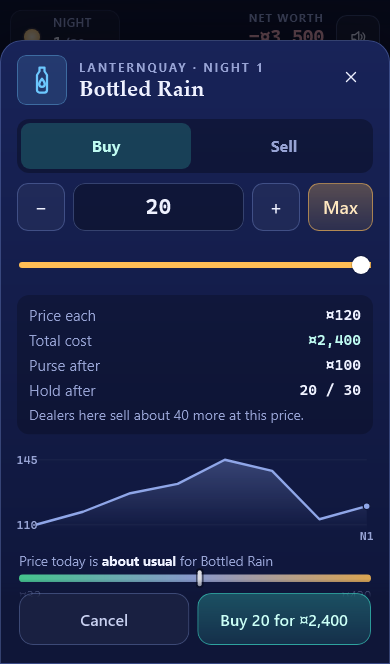 NIGHT
NET WORTH
−¤3,500
LANTERNQUAY · NIGHT 1
Bottled Rain
×
Buy
Sell
−
20
+
Max
Price each
¤120
Total cost
¤2,400
Purse after
¤100
Hold after
20 / 30
Dealers here sell about 40 more at this price.
145
110
N1
Price today is about usual for Bottled Rain
Cancel
Buy 20 for ¤2,400